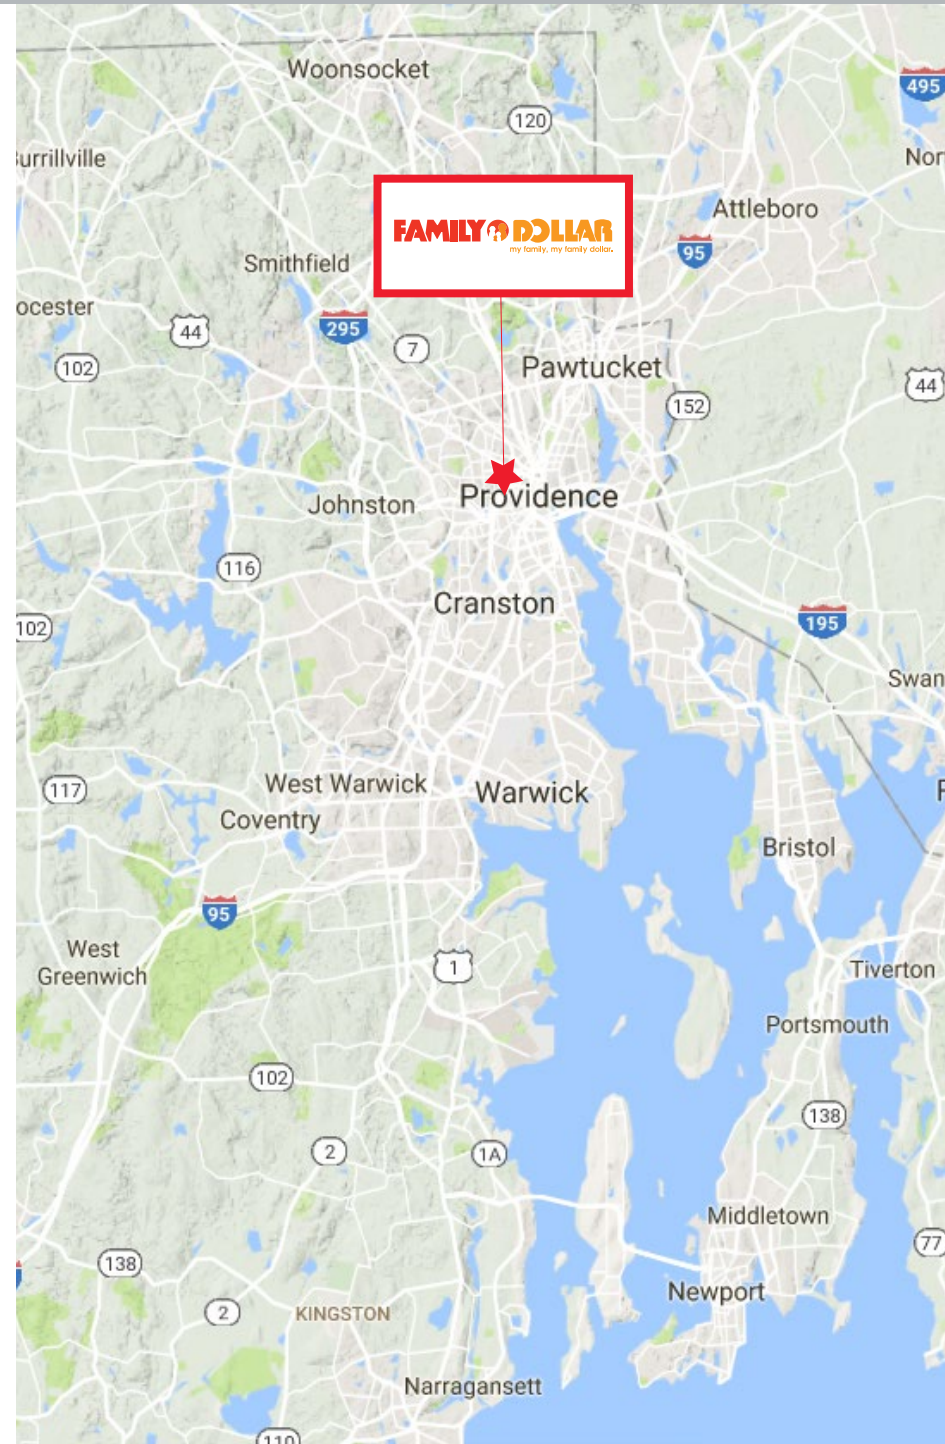 Woonsocket
495
120
urrillville
Nor
Attleboro
FAMILY DOLLAR
my family, my family dollar.
95
Smithfield
ocester
44
295
7
102
Pawtucket
44
152
Providence
Johnston
116
Cranston
195
102
Swan
117
West Warwick
Warwick
Coventry
Bristol
95
West
Greenwich
1
Tiverton
Portsmouth
102
138
2
1A
Middletown
77
138
Newport
2
KINGSTON
Narragansett
110